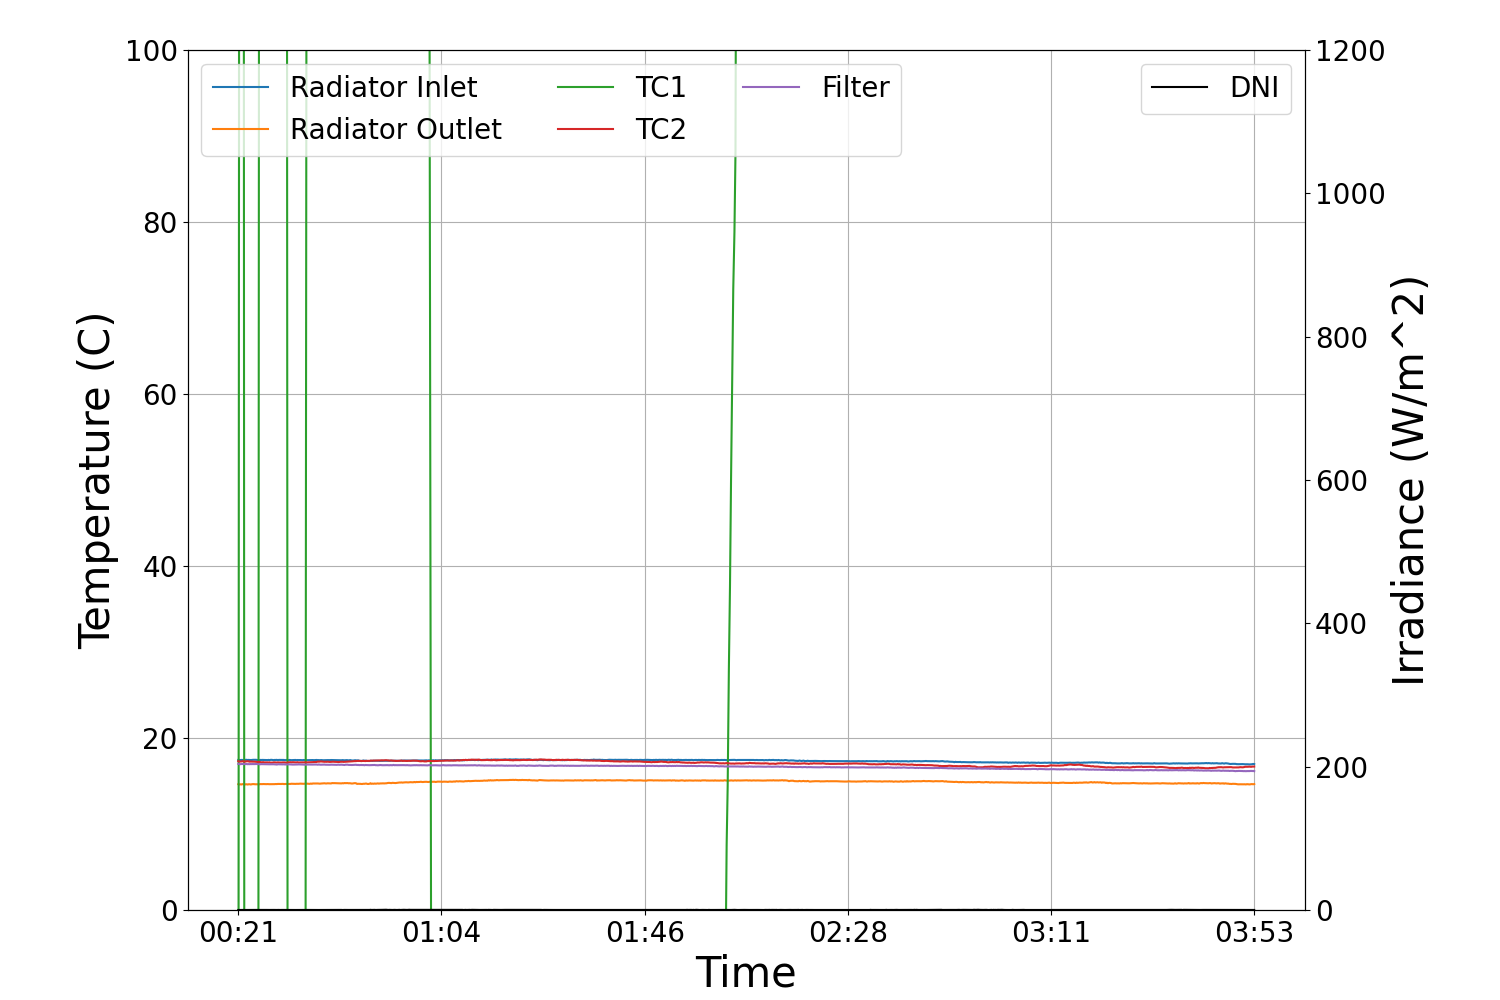 Radiator Inlet
Radiator Outlet
TC1
TC2
Filter
DNI
100
80
60
40
20
0
Temperature (C)
1200
1000
800
600
400
200
0
Irradiance (W/m^2)
00:21 01:04 01:46 02:28 03:11 03:53
Time